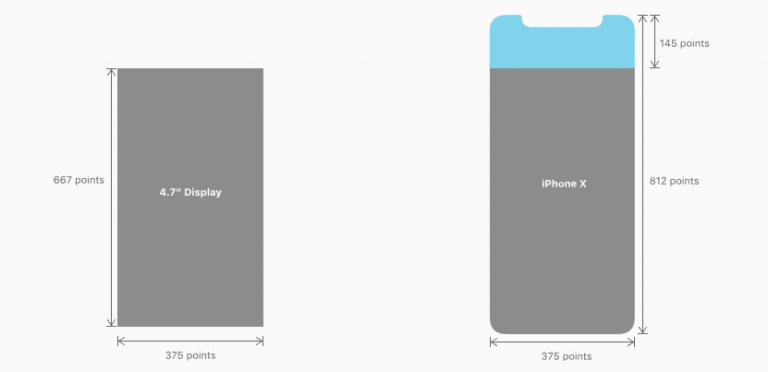 145 points
667 points
4.7" Display
iPhone X
812 points
375 points
375 points